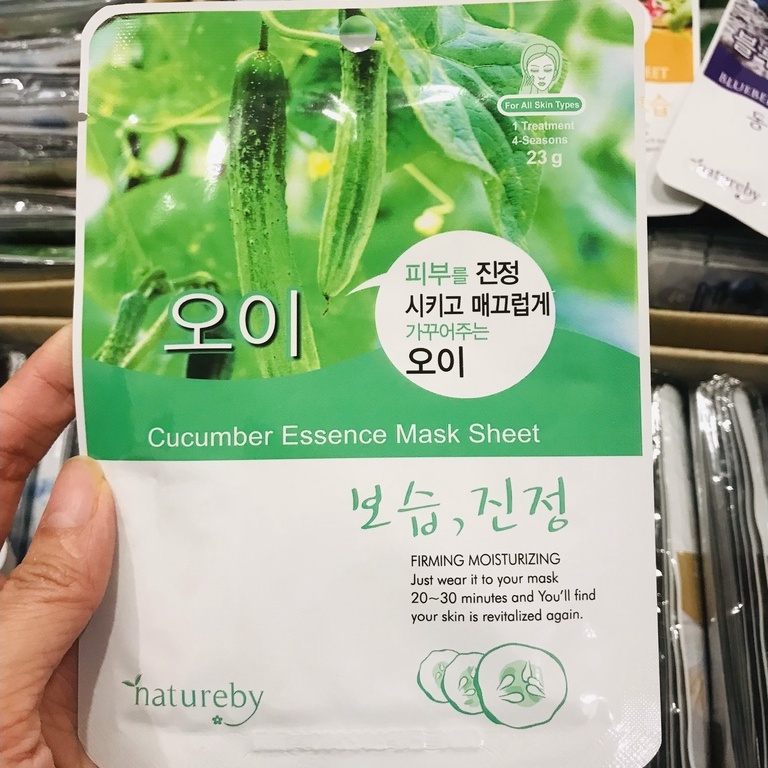 For All Skin Types
1 Treatment
4-Seasons
23 g
피부를 진정
시키고 매끄럽게
가꾸어주는
오이
오이
Cucumber Essence Mask Sheet
보습, 진정
FIRMING MOISTURIZING
Just wear it to your mask
20~30 minutes and You'll find
your skin is revitalized again.
natureby
natureby